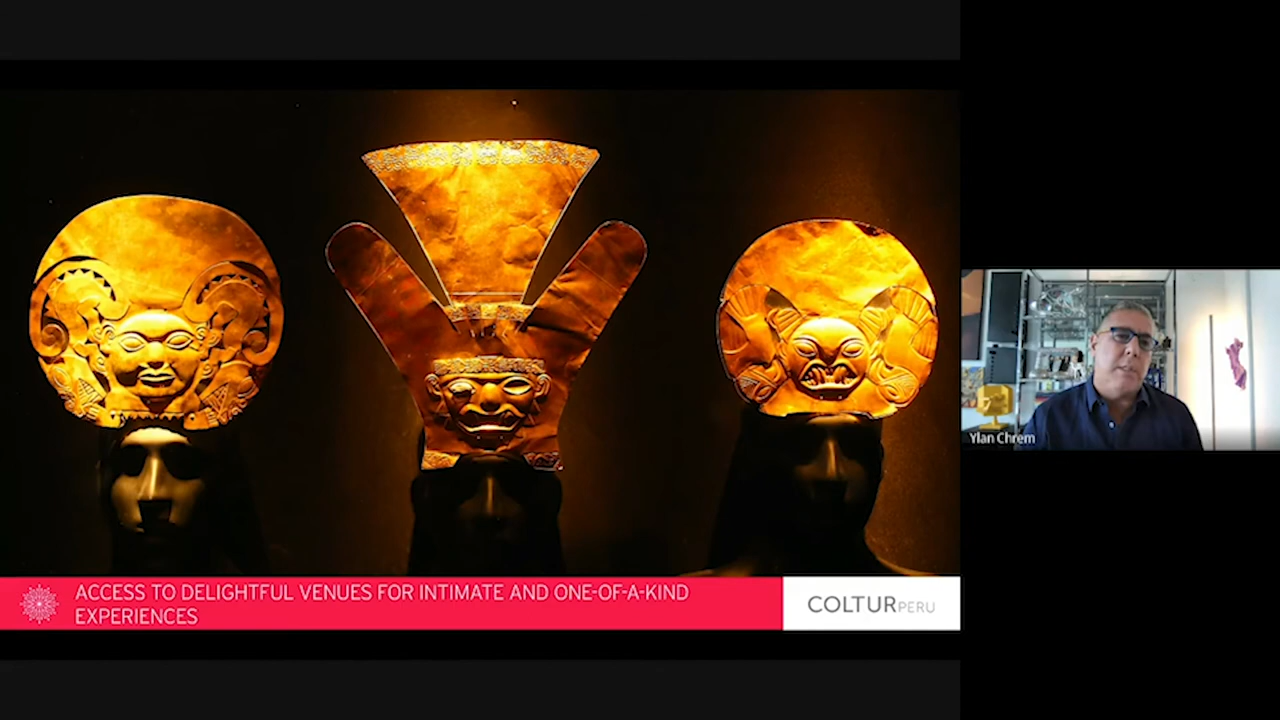 ACCESS TO DELIGHTFUL VENUES FOR INTIMATE AND ONE-OF-A-KIND
EXPERIENCES
COLTURPERU
Ylan Chrem